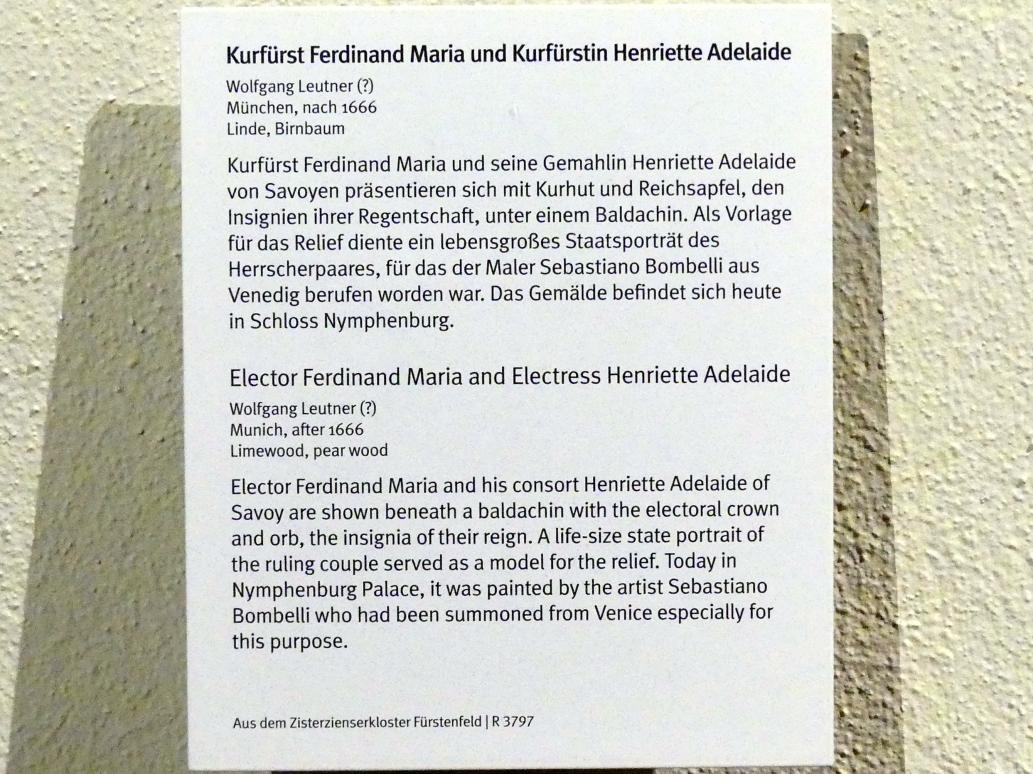 Kurfürst Ferdinand Maria und Kurfürstin Henriette Adelaide
Wolfgang Leutner (?)
München, nach 1666
Linde, Birnbaum
Kurfürst Ferdinand Maria und seine Gemahlin Henriette Adelaide
von Savoyen präsentieren sich mit Kurhut und Reichsapfel, den
Insignien ihrer Regentschaft, unter einem Baldachin. Als Vorlage
für das Relief diente ein lebensgroßes Staatsporträt des
Herrscherpaares, für das der Maler Sebastiano Bombelli aus
Venedig berufen worden war. Das Gemälde befindet sich heute
in Schloss Nymphenburg.
Elector Ferdinand Maria and Electress Henriette Adelaide
Wolfgang Leutner (?)
Munich, after 1666
Limewood, pear wood
Elector Ferdinand Maria and his consort Henriette Adelaide of
Savoy are shown beneath a baldachin with the electoral crown
and orb, the insignia of their reign. A life-size state portrait of
the ruling couple served as a model for the relief. Today in
Nymphenburg Palace, it was painted by the artist Sebastiano
Bombelli who had been summoned from Venice especially for
this purpose.
Aus dem Zisterzienserkloster Fürstenfeld | R 3797